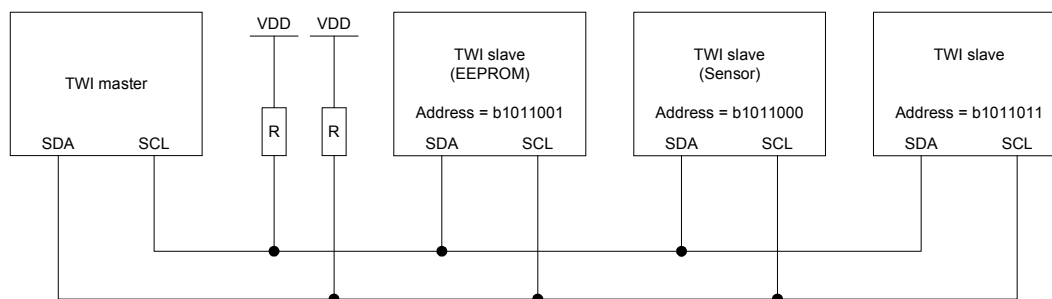 TWI master
SDA SCL
VDD VDD
R R
TWI slave
(EEPROM)
Address = b1011001
SDA SCL
TWI slave
(Sensor)
Address = b1011000
SDA SCL
TWI slave
Address = b1011011
SDA SCL